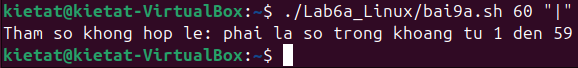 kietat@kietat-VirtualBox:~$ ./Lab6a_Linux/bai9a.sh 60 "|"
Tham so khong hop le: phai la so trong khoang tu 1 den 59
kietat@kietat-VirtualBox:~$